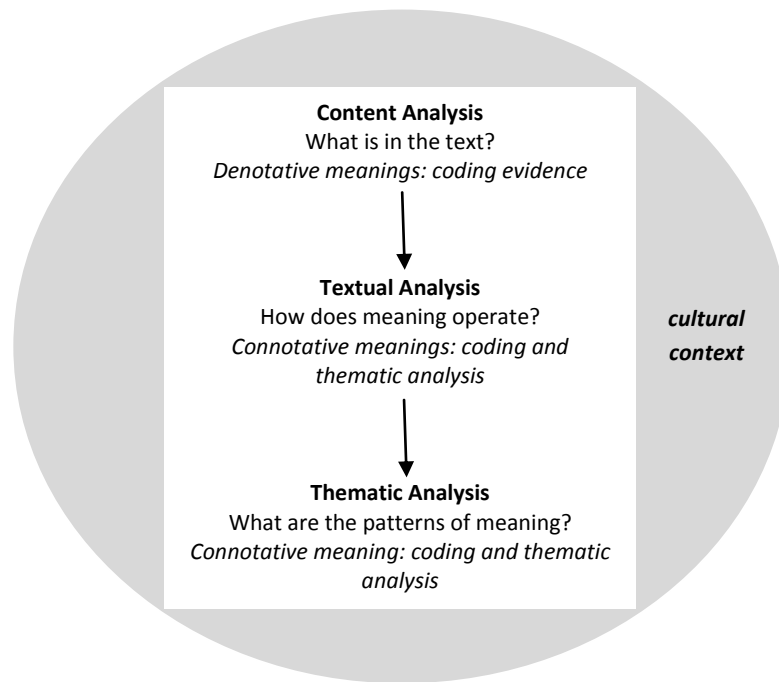 Content Analysis
What is in the text?
Denotative meanings: coding evidence
Textual Analysis
How does meaning operate?
Connotative meanings: coding and
thematic analysis
cultural
context
Thematic Analysis
What are the patterns of meaning?
Connotative meaning: coding and thematic
analysis